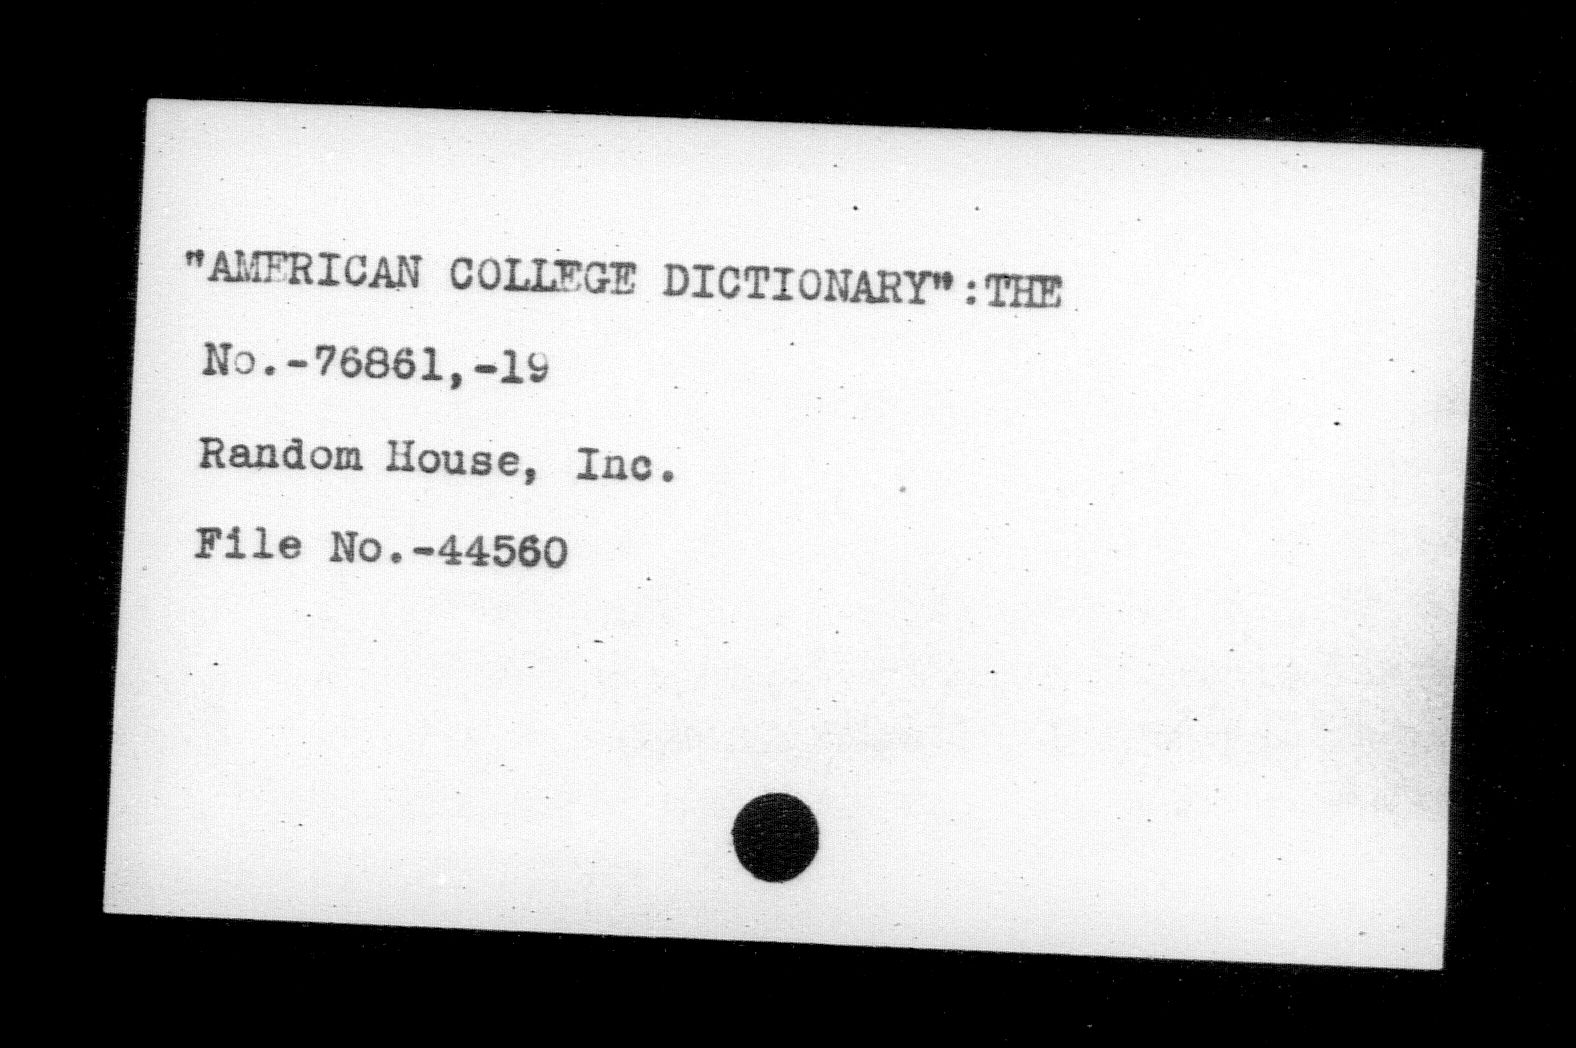 "AMERICAN COLLEGE DICTIONARY":THE
No.-76861,-19
Random House, Inc.
File No.-44560